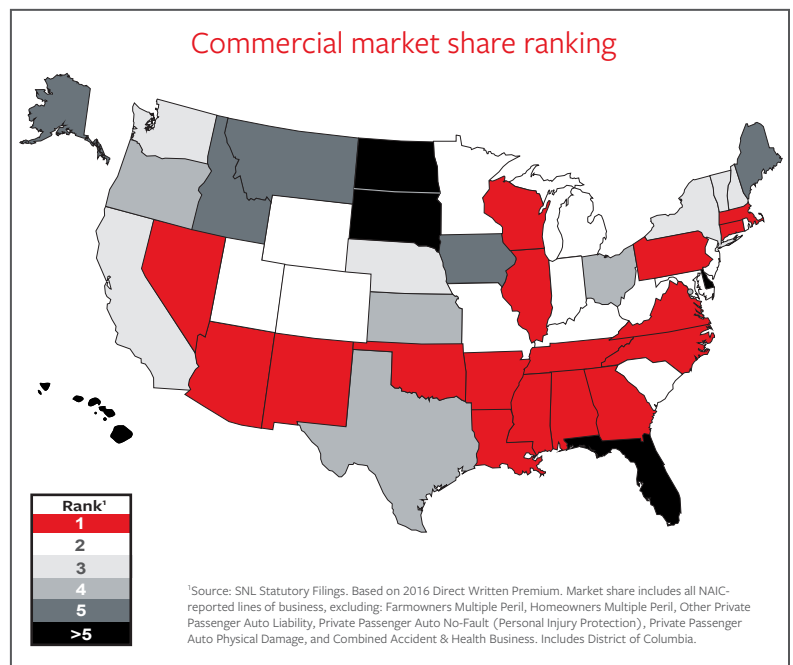 Commercial market share ranking
Rank¹
1
2
3
4
5
>5
¹Source: SNL Statutory Filings. Based on 2016 Direct Written Premium. Market share includes all NAIC-
reported lines of business, excluding: Farmowners Multiple Peril, Homeowners Multiple Peril, Other Private
Passenger Auto Liability, Private Passenger Auto No-Fault (Personal Injury Protection), Private Passenger
Auto Physical Damage, and Combined Accident & Health Business. Includes District of Columbia.